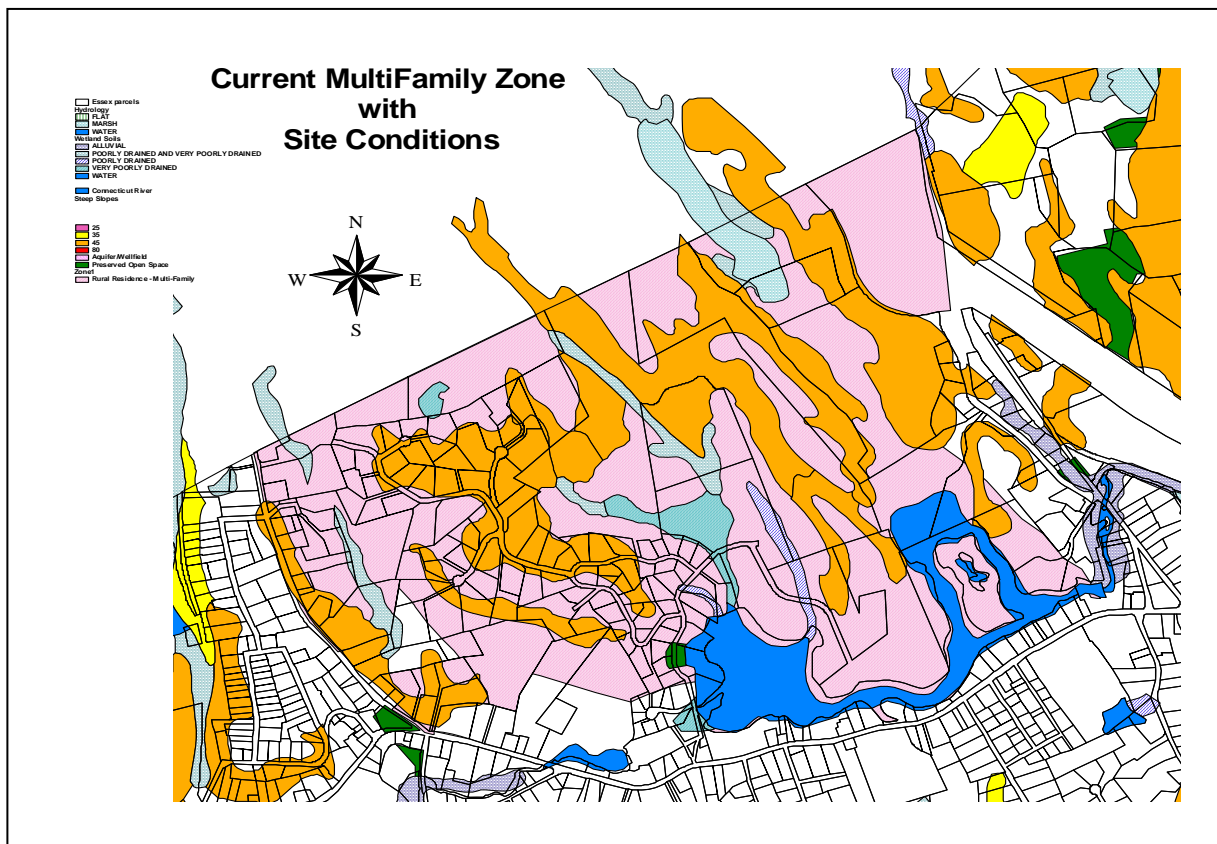 Current MultiFamily Zone
with
Site Conditions
Essex parcels
Hydrology
FLAT
MARSH
WATER
Wetland Soils
ALLUVIAL
POORLY DRAINED AND VERY POORLY DRAINED
POORLY DRAINED
VERY POORLY DRAINED
WATER
Connecticut River
Steep Slopes
25
35
45
80
Aquifer/Wellfield
Preserved Open Space
Zone1
Rural Residence - Multi-Family
N
W E
S